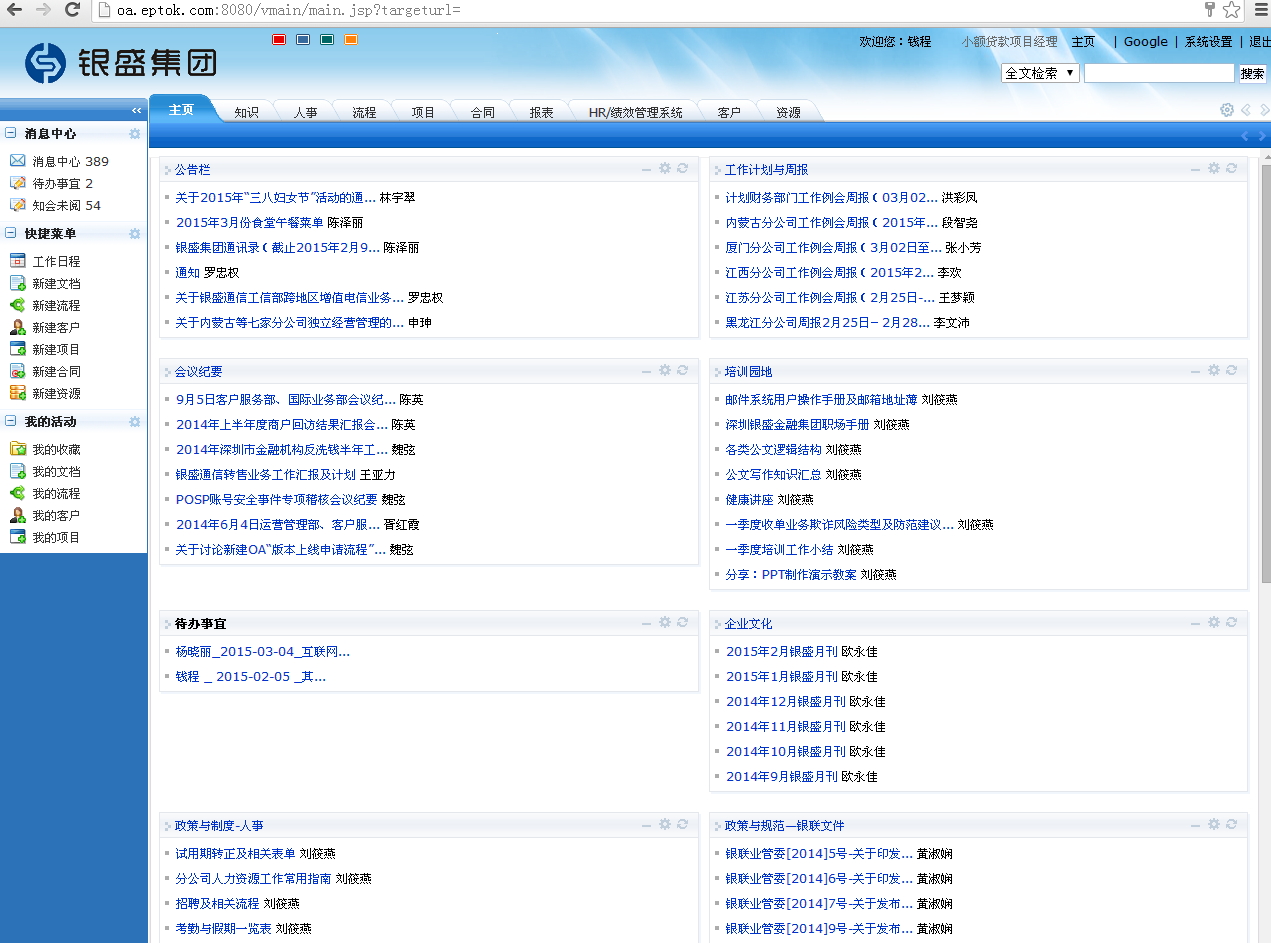 oa.eptok.com:8080/vmain/main.jsp?targeturl=
银盛集团
欢迎您：钱程 小额贷款项目经理 主页 | Google | 系统设置 | 退出
全文检索 ▼ 搜索
«
主页 知识 人事 流程 项目 合同 报表 HR/绩效管理系统 客户 资源
消息中心
消息中心 389
待办事宜 2
知会未阅 54
快捷菜单
工作日程
新建文档
新建流程
新建客户
新建项目
新建合同
新建资源
我的活动
我的收藏
我的文档
我的流程
我的客户
我的项目
公告栏
关于2015年“三八妇女节”活动的通... 林宇翠
2015年3月份食堂午餐菜单 陈泽丽
银盛集团通讯录（截止2015年2月9... 陈泽丽
通知 罗忠权
关于银盛通信工信部跨地区增值电信业务... 罗忠权
关于内蒙古等七家分公司独立经营管理的... 申珅
工作计划与周报
计划财务部门工作例会周报（03月02... 洪彩凤
内蒙古分公司工作例会周报（2015年... 段智尧
厦门分公司工作例会周报（3月02日至... 张小芳
江西分公司工作例会周报（2015年2... 李欢
江苏分公司工作例会周报（2月25日-... 王梦颖
黑龙江分公司周报2月25日－2月28... 李文沛
会议纪要
9月5日客户服务部、国际业务部会议纪... 陈英
2014年上半年度商户回访结果汇报会... 陈英
2014年深圳市金融机构反洗钱半年工... 魏弦
银盛通信转售业务工作汇报及计划 王亚力
POSP账号安全事件专项稽核会议纪要 魏弦
2014年6月4日运营管理部、客户服... 胥红霞
关于讨论新建OA“版本上线申请流程”... 魏弦
培训园地
邮件系统用户操作手册及邮箱地址薄 刘筱燕
深圳银盛金融集团职场手册 刘筱燕
各类公文逻辑结构 刘筱燕
公文写作知识汇总 刘筱燕
健康讲座 刘筱燕
一季度收单业务欺诈风险类型及防范建议... 刘筱燕
一季度培训工作小结 刘筱燕
分享：PPT制作演示教案 刘筱燕
待办事宜
杨晓丽_2015-03-04_互联网...
钱程 _ 2015-02-05 _其...
企业文化
2015年2月银盛月刊 欧永佳
2015年1月银盛月刊 欧永佳
2014年12月银盛月刊 欧永佳
2014年11月银盛月刊 欧永佳
2014年10月银盛月刊 欧永佳
2014年9月银盛月刊 欧永佳
政策与制度-人事
试用期转正及相关表单 刘筱燕
分公司人力资源工作常用指南 刘筱燕
招聘及相关流程 刘筱燕
考勤与假期一览表 刘筱燕
政策与规范—银联文件
银联业管委[2014]5号-关于印发... 黄淑娴
银联业管委[2014]6号-关于印发... 黄淑娴
银联业管委[2014]7号-关于发布... 黄淑娴
银联业管委[2014]9号-关于发布... 黄淑娴